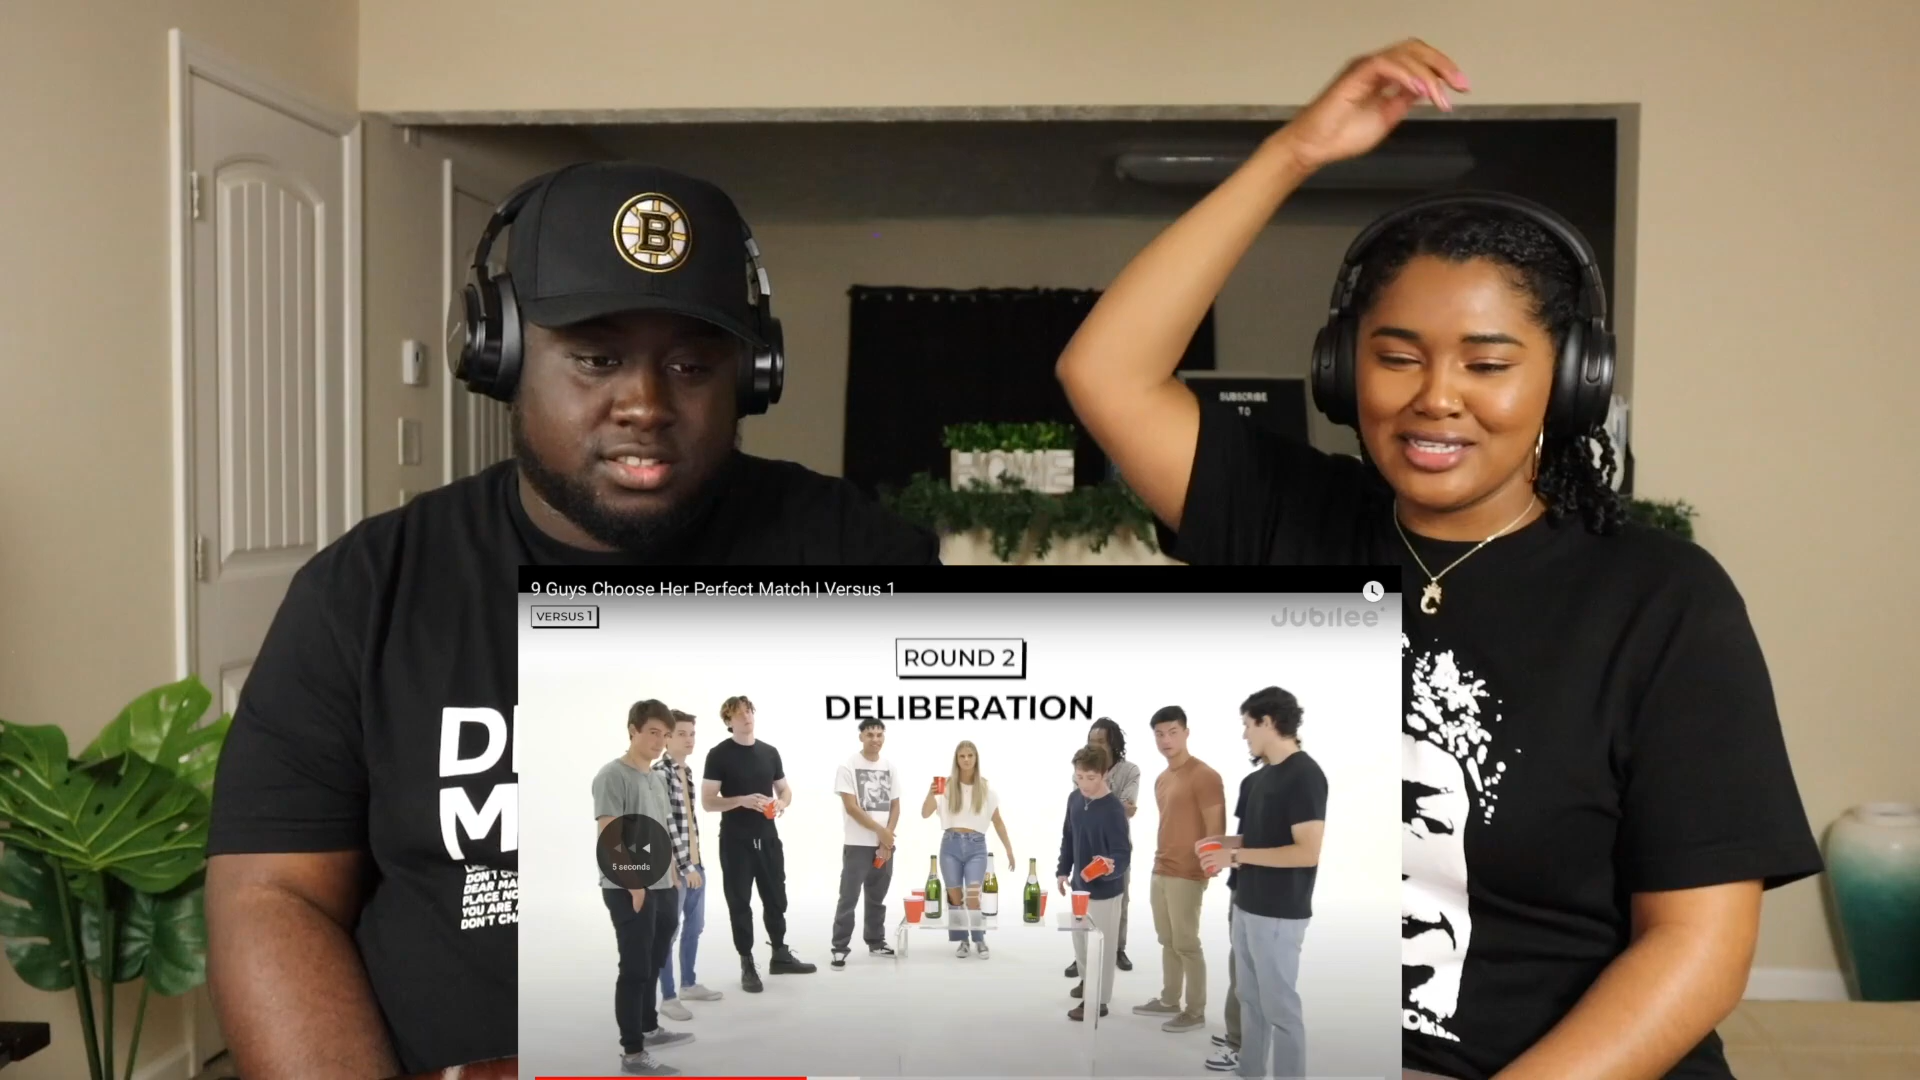 B
SUBSCRIBE
TO
HOME
9 Guys Choose Her Perfect Match | Versus 1
VERSUS 1
Jubilee
ROUND 2
DELIBERATION
5 seconds
D
M
DON'T
DEAR MA
PLACE NO
YOU ARE
DON'T CHA